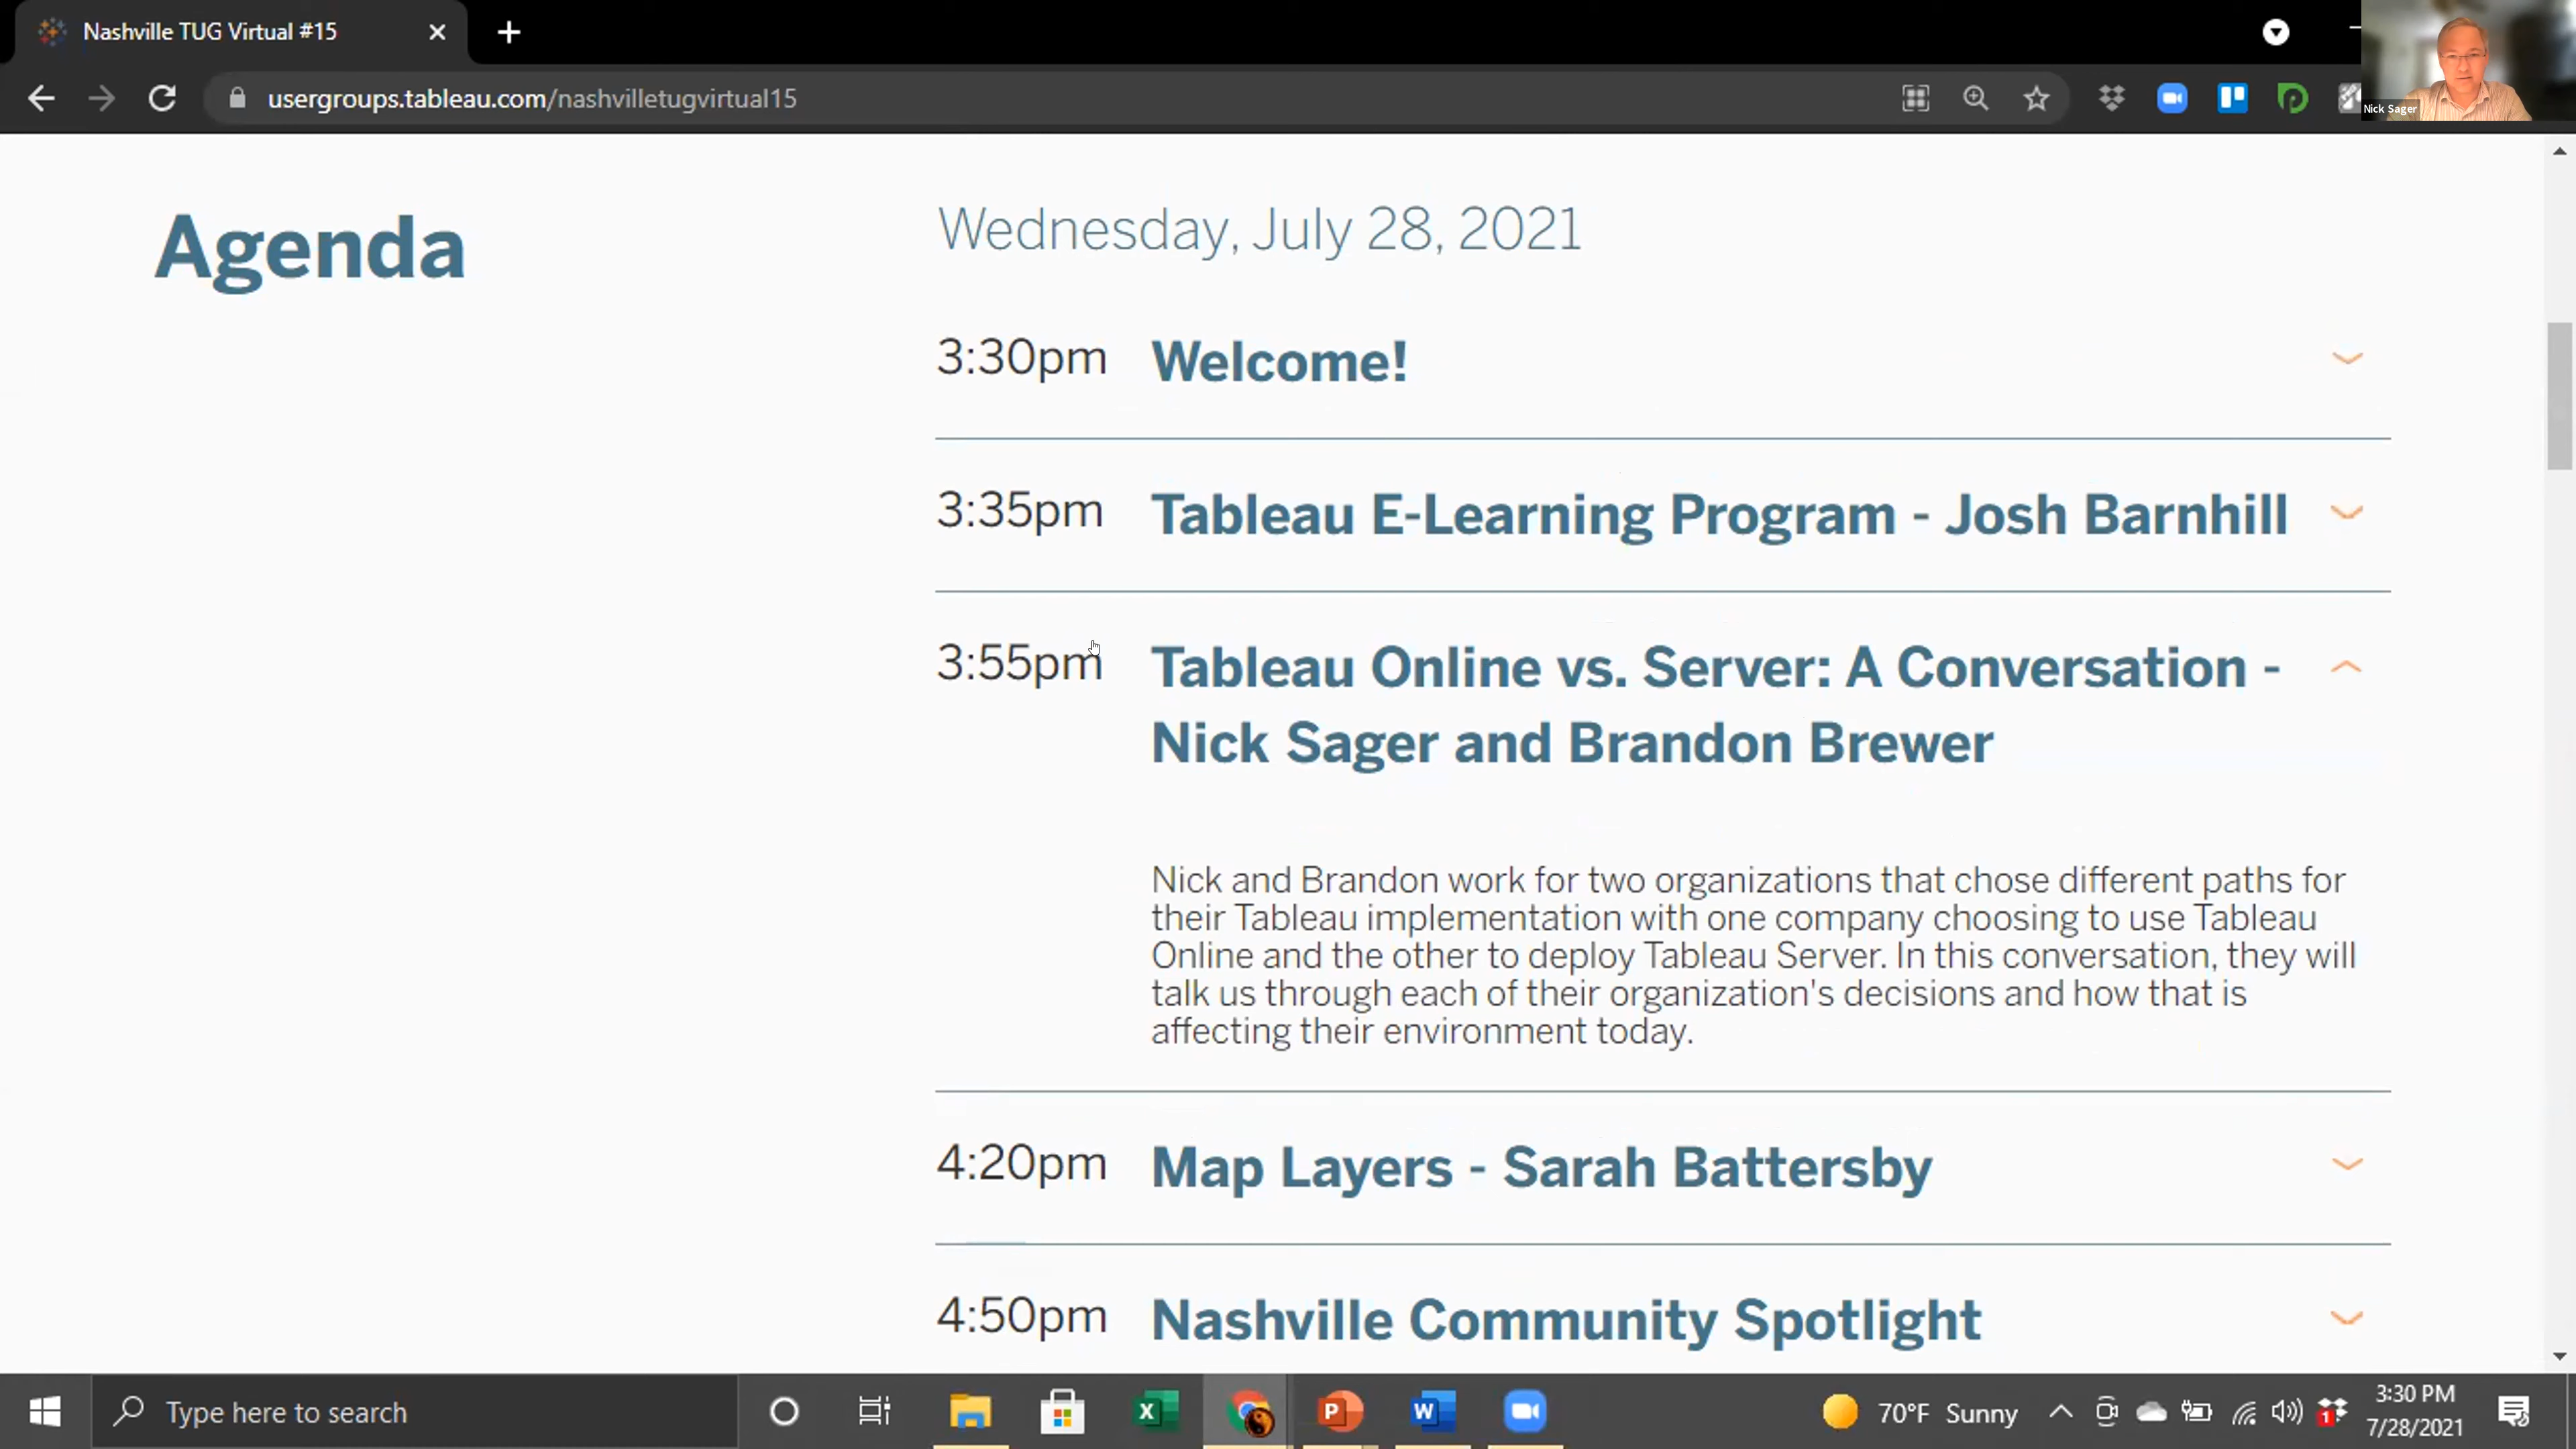 Nashville TUG Virtual #15
usergroups.tableau.com/nashvilletugvirtual15
Nick Sager
Agenda
Wednesday, July 28, 2021
3:30pm Welcome!
3:35pm Tableau E-Learning Program - Josh Barnhill
3:55pm Tableau Online vs. Server: A Conversation -
Nick Sager and Brandon Brewer
Nick and Brandon work for two organizations that chose different paths for
their Tableau implementation with one company choosing to use Tableau
Online and the other to deploy Tableau Server. In this conversation, they will
talk us through each of their organization's decisions and how that is
affecting their environment today.
4:20pm Map Layers - Sarah Battersby
4:50pm Nashville Community Spotlight
Type here to search
X
P
W
70°F Sunny
1
3:30 PM
7/28/2021